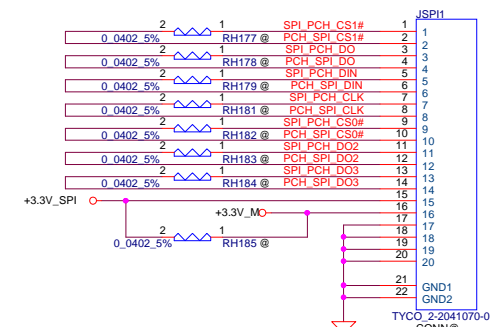 JSPI1
2 1 SPI_PCH_CS1# 1 1
0_0402_5% RH177 @ PCH_SPI_CS1# 2 2
2 1 SPI_PCH_DO 3 3
0_0402_5% RH178 @ PCH_SPI_DO 4 4
2 1 SPI_PCH_DIN 5 5
0_0402_5% RH179 @ PCH_SPI_DIN 6 6
2 1 SPI_PCH_CLK 7 7
0_0402_5% RH181 @ PCH_SPI_CLK 8 8
2 1 SPI_PCH_CS0# 9 9
0_0402_5% RH182 @ PCH_SPI_CS0# 10 10
2 1 SPI_PCH_DO2 11 11
0_0402_5% RH183 @ PCH_SPI_DO2 12 12
2 1 SPI_PCH_DO3 13 13
0_0402_5% RH184 @ PCH_SPI_DO3 14 14
+3.3V_SPI 15 15
+3.3V_M 16 16
17 17
2 1 18 18
0_0402_5% RH185 @ 19 19
20 20
21 GND1
22 GND2
TYCO_2-2041070-0
CONN@